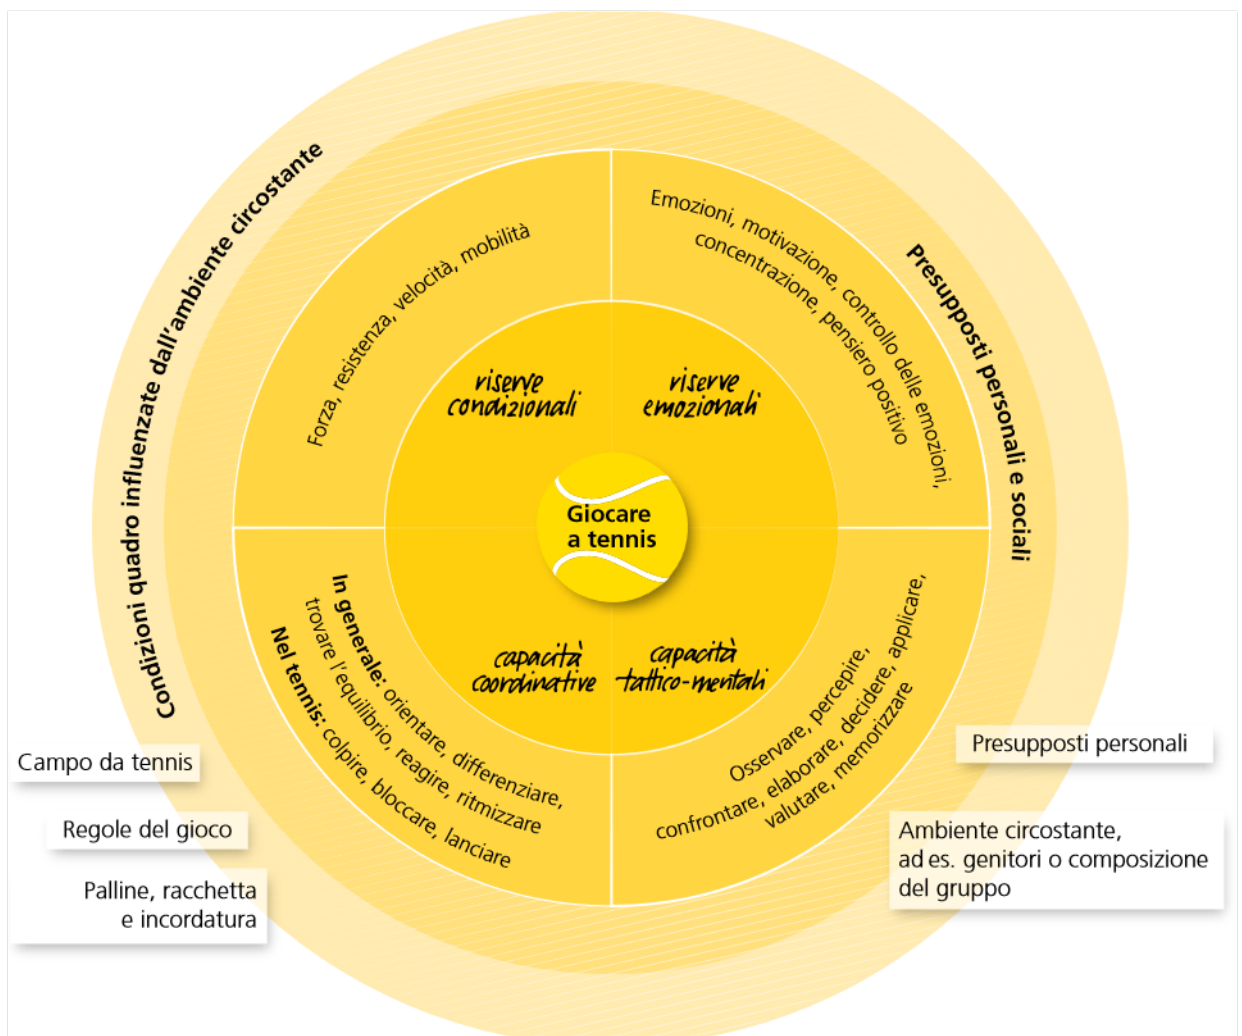 Condizioni quadro influenzate dall'ambiente circostante
Presupposti personali e sociali
Forza, resistenza, velocità, mobilità
Emozioni, motivazione, controllo delle emozioni,
concentrazione, pensiero positivo
riserve
condizionali
riserve
emozionali
Giocare
a tennis
capacità
coordinative
capacità
tattico-mentali
In generale: orientare, differenziare,
trovare l'equilibrio, reagire, ritmizzare
Nel tennis: colpire, bloccare, lanciare
Osservare, percepire,
confrontare, elaborare, decidere, applicare,
valutare, memorizzare
Campo da tennis
Regole del gioco
Palline, racchetta
e incordatura
Presupposti personali
Ambiente circostante,
ad es. genitori o composizione
del gruppo